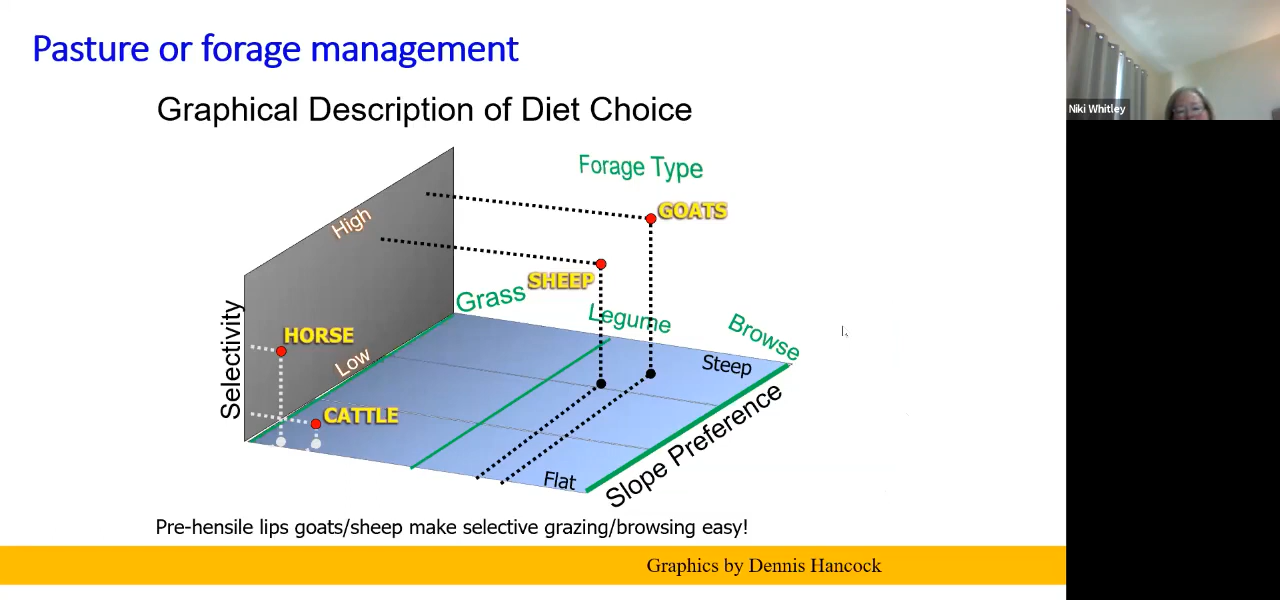 Pasture or forage management
Niki Whitley
Graphical Description of Diet Choice
Forage Type
High
GOATS
SHEEP
Grass
Legume
Browse
Selectivity
HORSE
Low
Steep
CATTLE
Slope Preference
Flat
Pre-hensile lips goats/sheep make selective grazing/browsing easy!
Graphics by Dennis Hancock